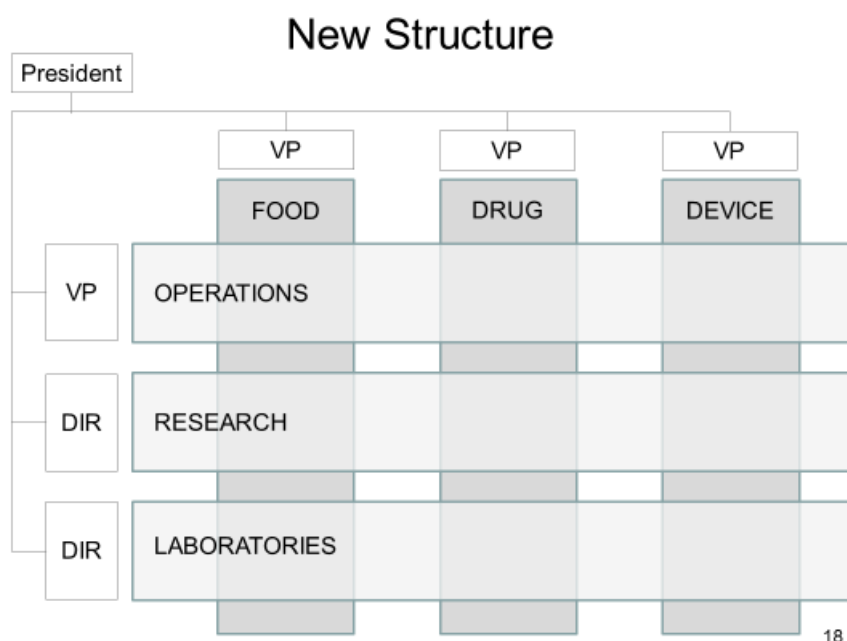 New Structure
President
VP
VP
VP
FOOD
DRUG
DEVICE
VP
OPERATIONS
DIR
RESEARCH
DIR
LABORATORIES
18